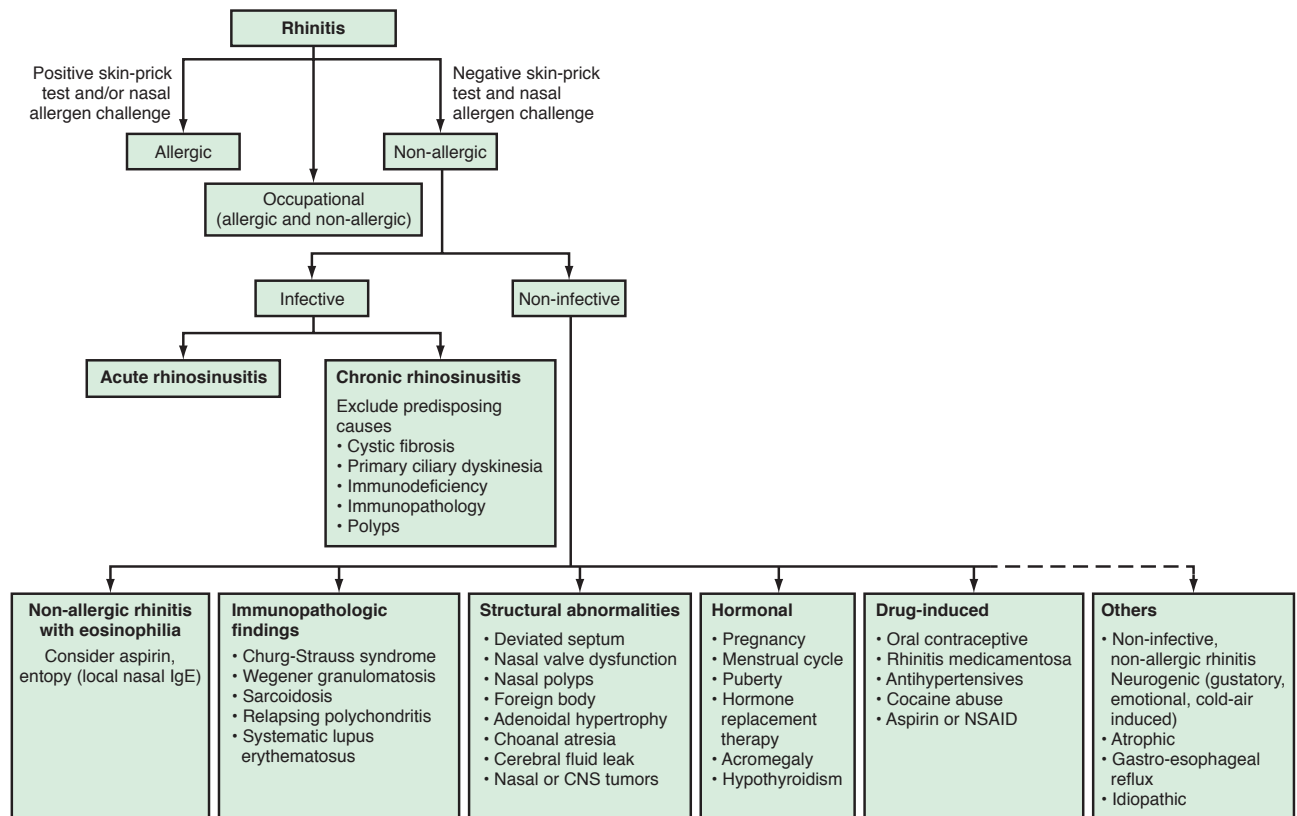 Rhinitis
Positive skin-prick
test and/or nasal
allergen challenge
Negative skin-prick
test and nasal
allergen challenge
Allergic
Non-allergic
Occupational
(allergic and non-allergic)
Infective
Non-infective
Acute rhinosinusitis
Chronic rhinosinusitis
Exclude predisposing
causes
• Cystic fibrosis
• Primary ciliary dyskinesia
• Immunodeficiency
• Immunopathology
• Polyps
Non-allergic rhinitis
with eosinophilia
Consider aspirin,
entopy (local nasal IgE)
Immunopathologic
findings
• Churg-Strauss syndrome
• Wegener granulomatosis
• Sarcoidosis
• Relapsing polychondritis
• Systematic lupus
erythematosus
Structural abnormalities
• Deviated septum
• Nasal valve dysfunction
• Nasal polyps
• Foreign body
• Adenoidal hypertrophy
• Choanal atresia
• Cerebral fluid leak
• Nasal or CNS tumors
Hormonal
• Pregnancy
• Menstrual cycle
• Puberty
• Hormone
replacement
therapy
• Acromegaly
• Hypothyroidism
Drug-induced
• Oral contraceptive
• Rhinitis medicamentosa
• Antihypertensives
• Cocaine abuse
• Aspirin or NSAID
Others
• Non-infective,
non-allergic rhinitis
Neurogenic (gustatory,
emotional, cold-air
induced)
• Atrophic
• Gastro-esophageal
reflux
• Idiopathic